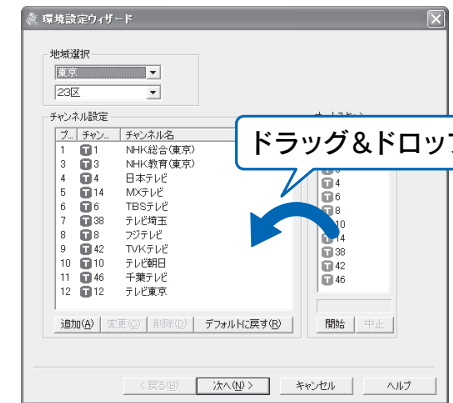 環境設定ウィザード
地域選択
東京
23区
チャンネル設定
プ... チャン... チャンネル名
1 T 1 NHK総合(東京)
3 T 3 NHK教育(東京)
4 T 4 日本テレビ
5 T 14 MXテレビ
6 T 6 TBSテレビ
7 T 38 テレビ埼玉
8 T 8 フジテレビ
9 T 42 TVKテレビ
10 T 10 テレビ朝日
11 T 46 千葉テレビ
12 T 12 テレビ東京
追加(A) 変更(C) 削除(D) デフォルトに戻す(R)
ドラッグ&ドロップ
T 4
T 6
T 8
10
14
T 38
T 42
T 46
開始 中止
< 戻る(B) 次へ(N) > キャンセル ヘルプ